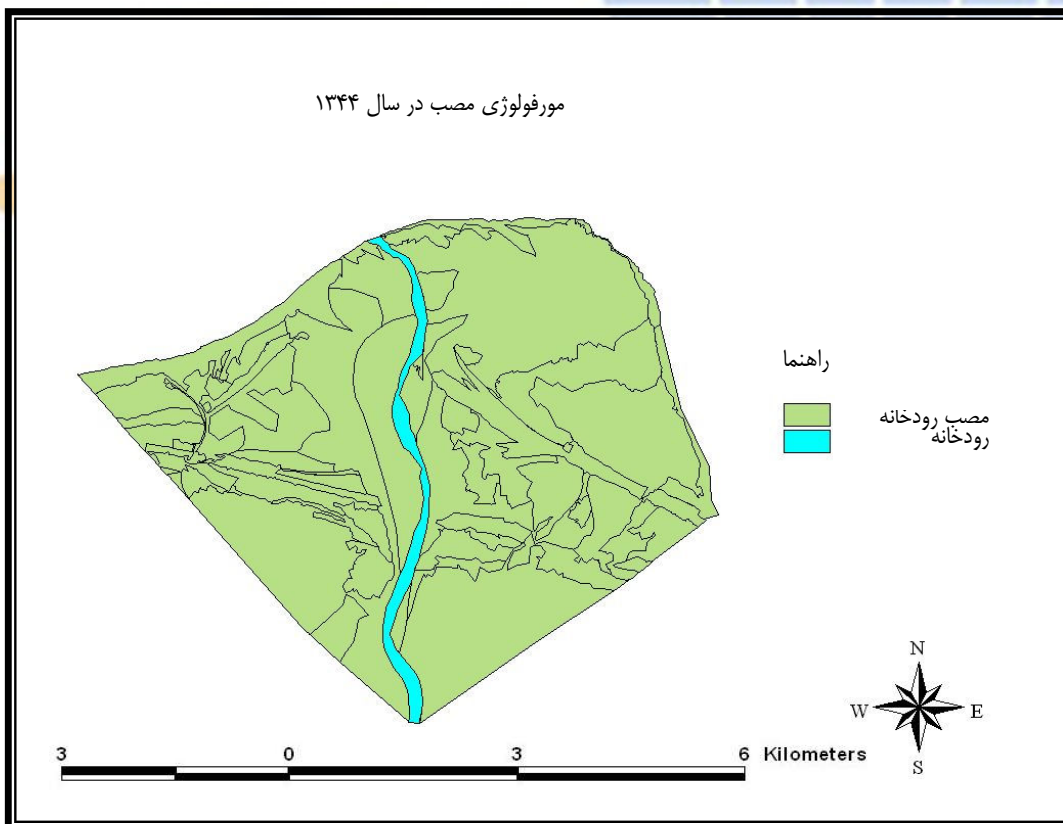 مورفولوژی مصب در سال ۱۳۴۴
راهنما
مصب رودخانه
رودخانه
N
W E
S
3 0 3 6 Kilometers